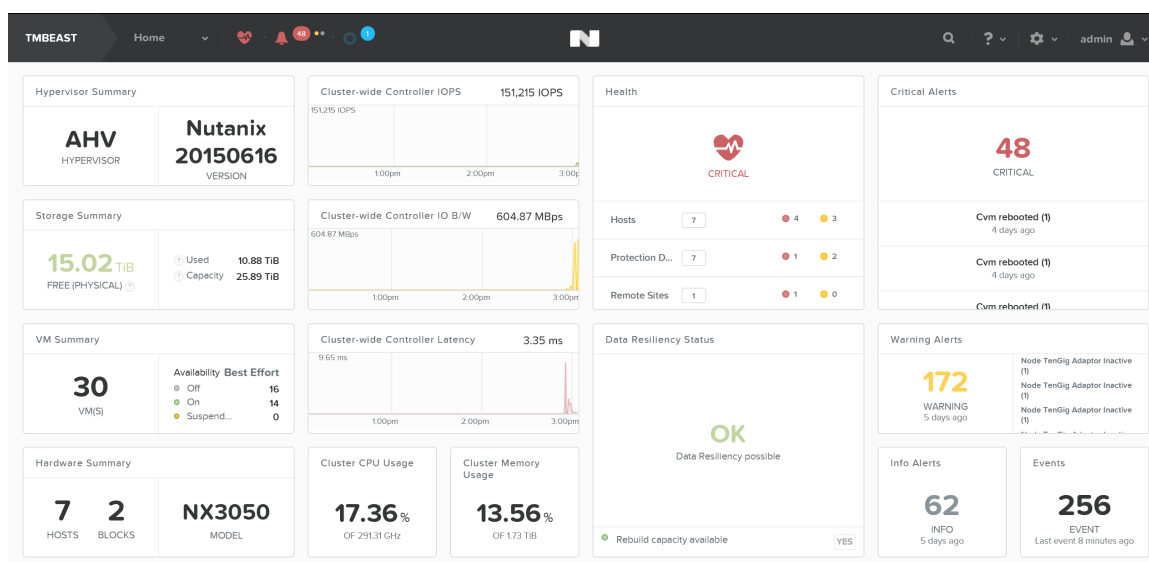 TMBEAST
Home
48
1
?
admin
Hypervisor Summary
AHV
HYPERVISOR
Nutanix
20150616
VERSION
Cluster-wide Controller IOPS 151,215 IOPS
151,215 IOPS
1:00pm 2:00pm 3:00p
Health
CRITICAL
Hosts 7 4 3
Protection D... 7 1 2
Remote Sites 1 1 0
Critical Alerts
48
CRITICAL
Cvm rebooted (1)
4 days ago
Cvm rebooted (1)
4 days ago
Cvm rebooted (1)
Storage Summary
15.02 TiB
FREE (PHYSICAL) ?
? Used 10.88 TiB
? Capacity 25.89 TiB
Cluster-wide Controller IO B/W 604.87 MBps
604.87 MBps
1:00pm 2:00pm 3:00pm
VM Summary
30
VM(S)
Availability Best Effort
Off 16
On 14
Suspend... 0
Cluster-wide Controller Latency 3.35 ms
9.65 ms
1:00pm 2:00pm 3:00pm
Data Resiliency Status
OK
Data Resiliency possible
Rebuild capacity available YES
Warning Alerts
172
WARNING
5 days ago
Node TenGig Adaptor Inactive
(1)
Node TenGig Adaptor Inactive
(1)
Node TenGig Adaptor Inactive
(1)
Hardware Summary
7
HOSTS
2
BLOCKS
NX3050
MODEL
Cluster CPU Usage
17.36 %
OF 291.31 GHz
Cluster Memory
Usage
13.56 %
OF 1.73 TiB
Info Alerts
62
INFO
5 days ago
Events
256
EVENT
Last event 8 minutes ago